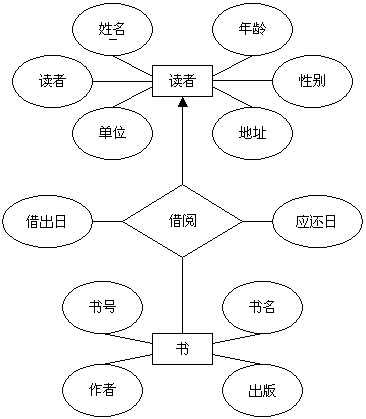 姓名
年龄
读者
读者
性别
单位
地址
借出日
借阅
应还日
书号
书名
书
作者
出版